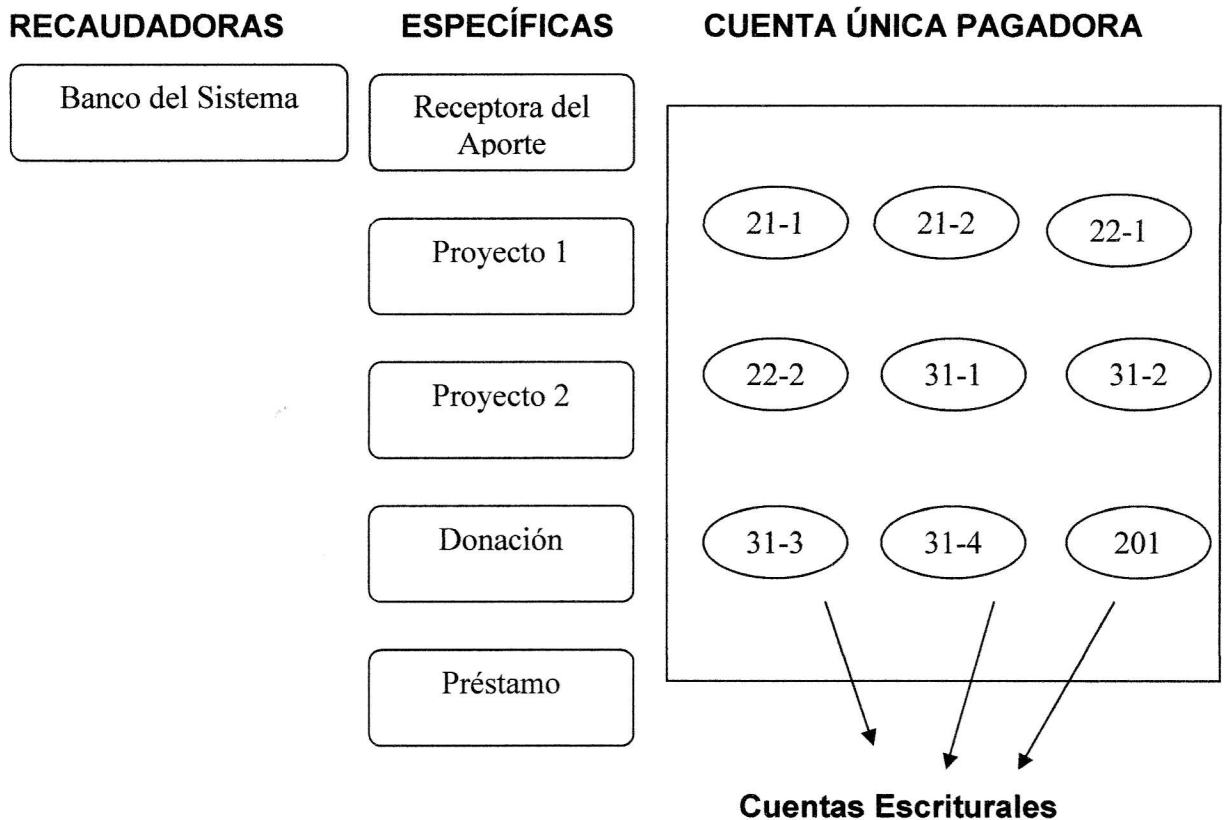 RECAUDADORAS
ESPECÍFICAS
CUENTA ÚNICA PAGADORA
Banco del Sistema
Receptora del
Aporte
Proyecto 1
Proyecto 2
Donación
Préstamo
21-1
21-2
22-1
22-2
31-1
31-2
31-3
31-4
201
Cuentas Escriturales